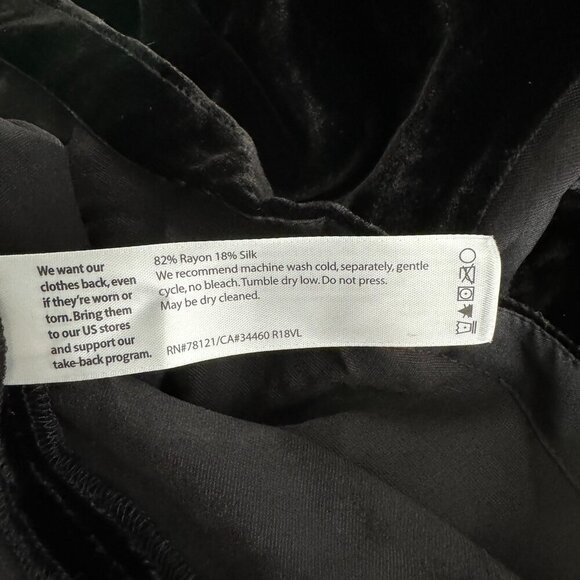 We want our
clothes back, even
if they're worn or
torn. Bring them
to our US stores
and support our
take-back program.
82% Rayon 18% Silk
We recommend machine wash cold, separately, gentle
cycle, no bleach. Tumble dry low. Do not press.
May be dry cleaned.
RN#78121/CA#34460 R18VL